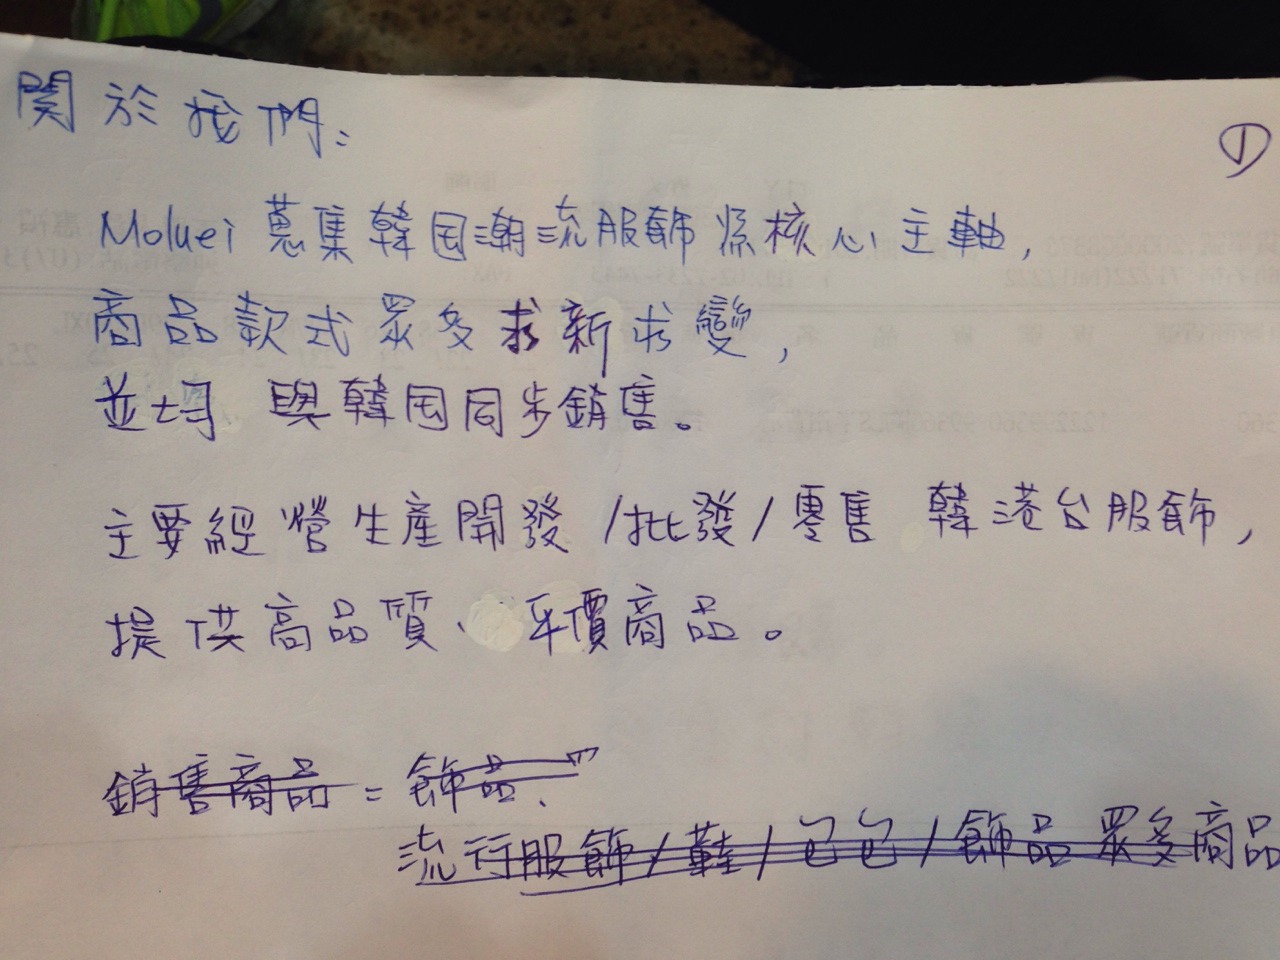 関於我們:
①
Moluei 蒐集韓国潮流服飾為核心主軸,
商品款式眾多求新求變,
並均 與韓国同步銷售。
主要經營生産開發/批發/零售 韓港台服飾,
提供高品質、平價商品。
銷售商品= 飾品、
流行服飾/鞋/包包/飾品 眾多商品